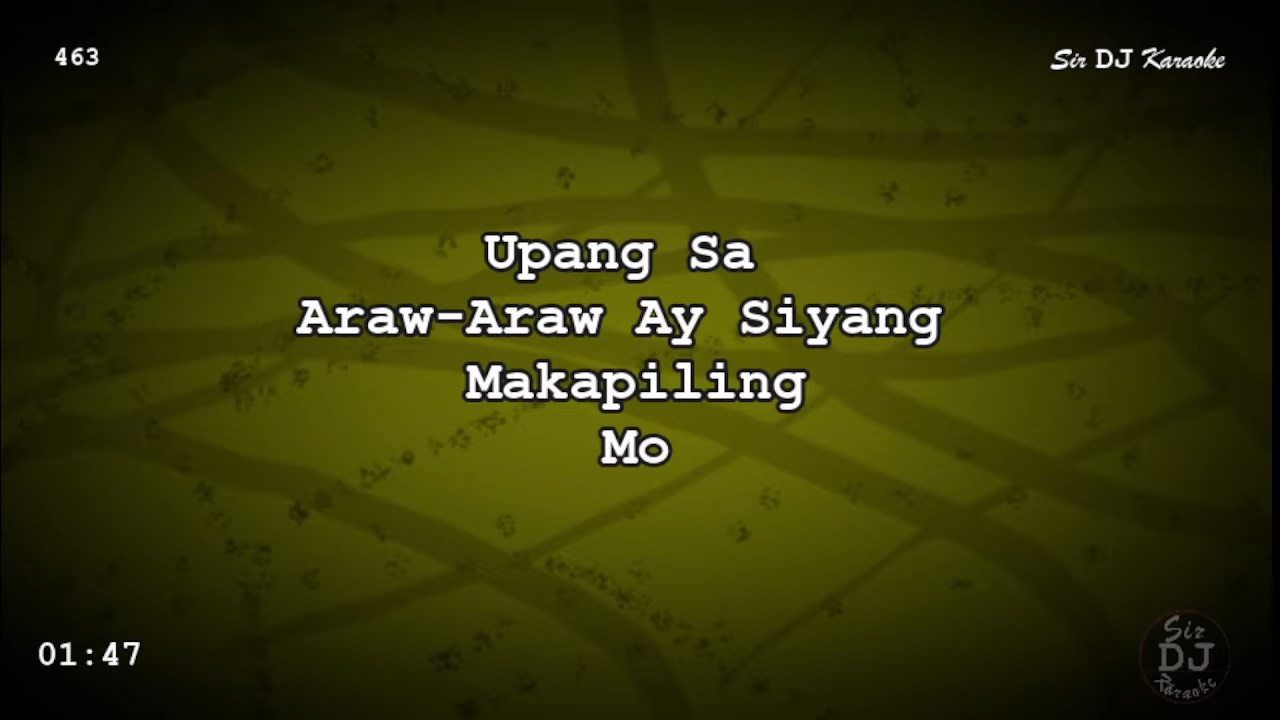 463
Sir DJ Karaoke
Upang Sa
Araw-Araw Ay Siyang
Makapiling
Mo
01:47
Sir
DJ
Karaoke